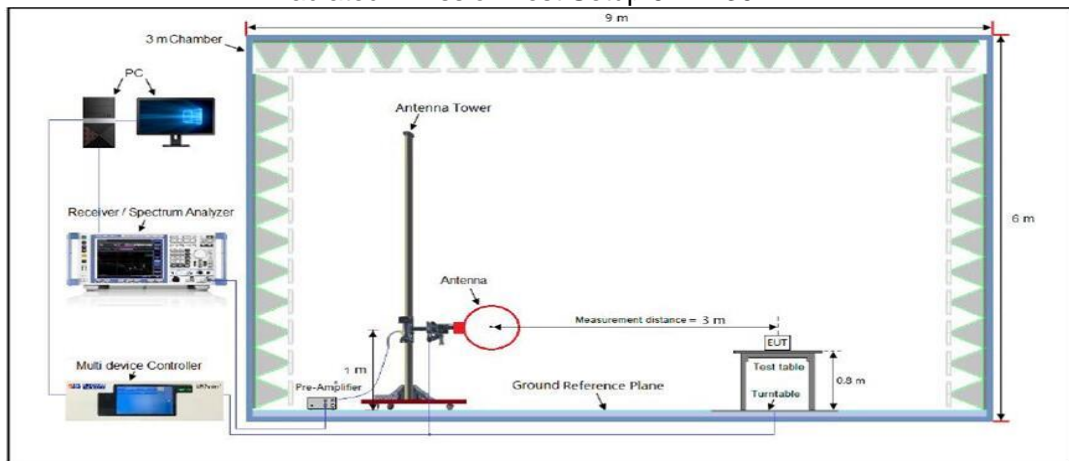 9 m
3 m Chamber
PC
Antenna Tower
Receiver / Spectrum Analyzer
6 m
Antenna
Measurement distance = 3 m
EUT
1 m
Multi device Controller
Pre-Amplifier
Ground Reference Plane
Test table
0.8 m
Turntable